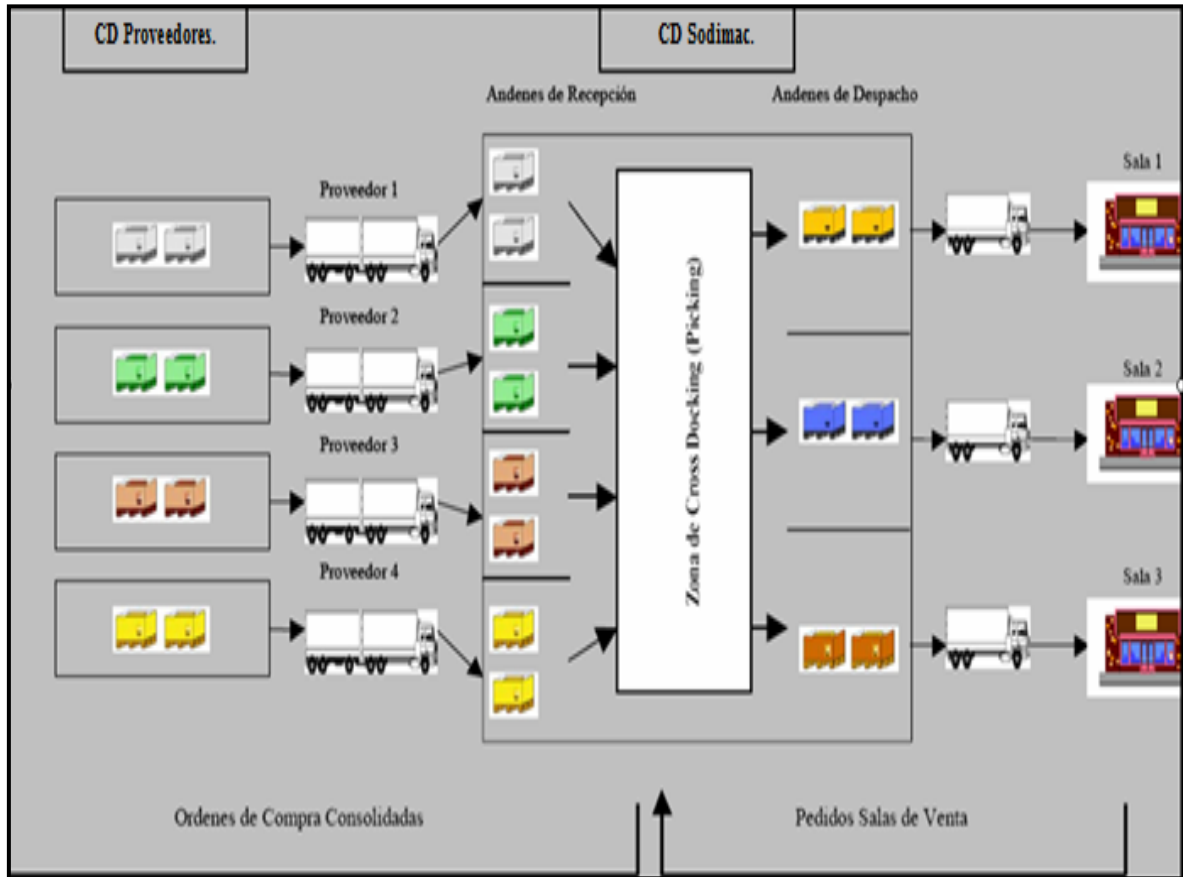 CD Proveedores.
CD Sodimac.
Andenes de Recepción
Andenes de Despacho
Proveedor 1
Proveedor 2
Proveedor 3
Proveedor 4
Zona de Cross Docking (Picking)
Sala 1
Sala 2
Sala 3
Ordenes de Compra Consolidadas
Pedidos Salas de Venta